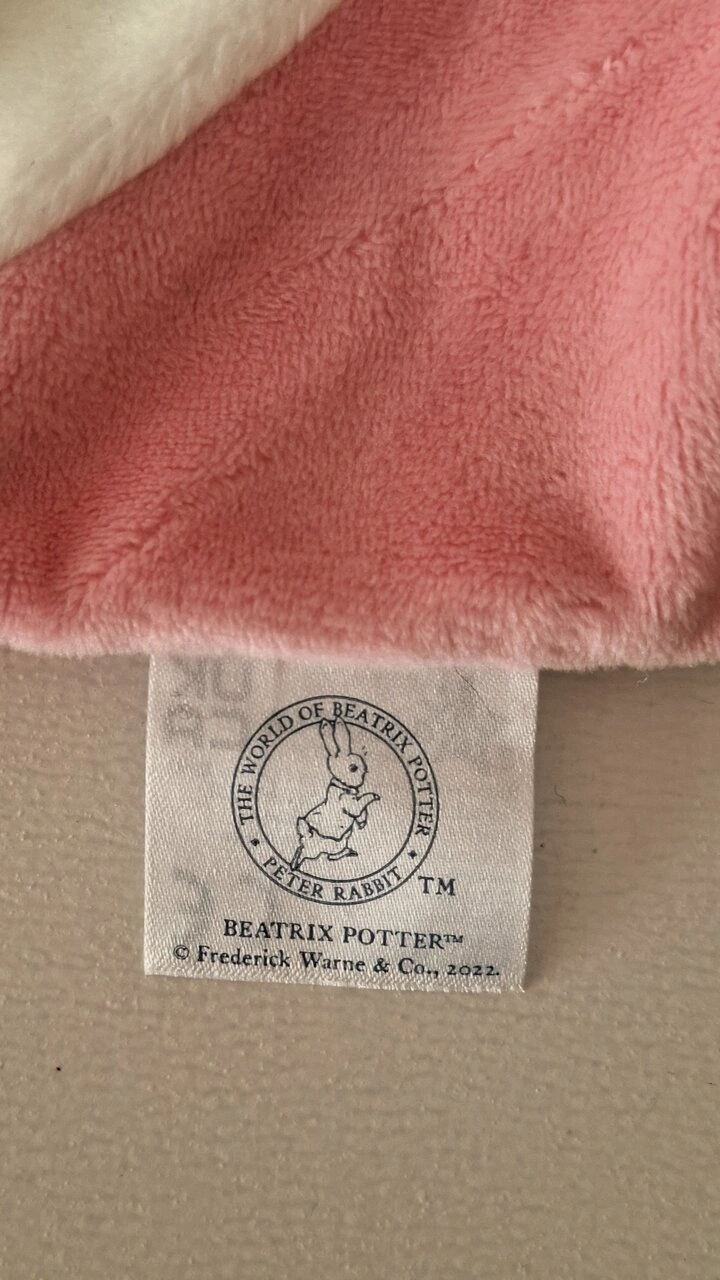 THE WORLD OF BEATRIX POTTER
PETER RABBIT
TM
BEATRIX POTTER™
© Frederick Warne & Co., 2022.